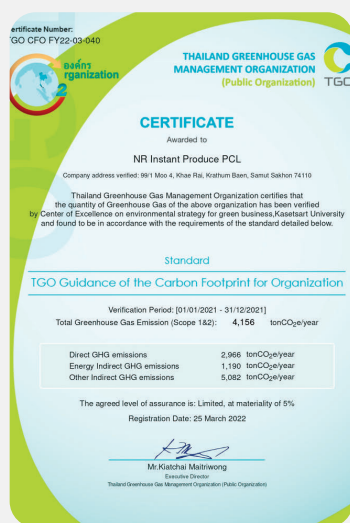 ertificate Number:
GO CFO FY22-03-040
องค์กร
rganization
2
THAILAND GREENHOUSE GAS
MANAGEMENT ORGANIZATION
(Public Organization)
TGO
CERTIFICATE
Awarded to
NR Instant Produce PCL
Company address verified: 99/1 Moo 4, Khae Rai, Krathum Baen, Samut Sakhon 74110
Thailand Greenhouse Gas Management Organization certifies that
the quantity of Greenhouse Gas of the above organization has been verified
by Center of Excellence on environmental strategy for green business,Kasetsart University
and found to be in accordance with the requirements of the standard detailed below.
Standard
TGO Guidance of the Carbon Footprint for Organization
Verification Period: [01/01/2021 - 31/12/2021]
Total Greenhouse Gas Emission (Scope 1&2): 4,156 tonCO₂e/year
Direct GHG emissions 2,966 tonCO₂e/year
Energy Indirect GHG emissions 1,190 tonCO₂e/year
Other Indirect GHG emissions 5,082 tonCO₂e/year
The agreed level of assurance is: Limited, at materiality of 5%
Registration Date: 25 March 2022
Mr.Kiatchai Maitriwong
Executive Director
Thailand Greenhouse Gas Management Organization (Public Organization)